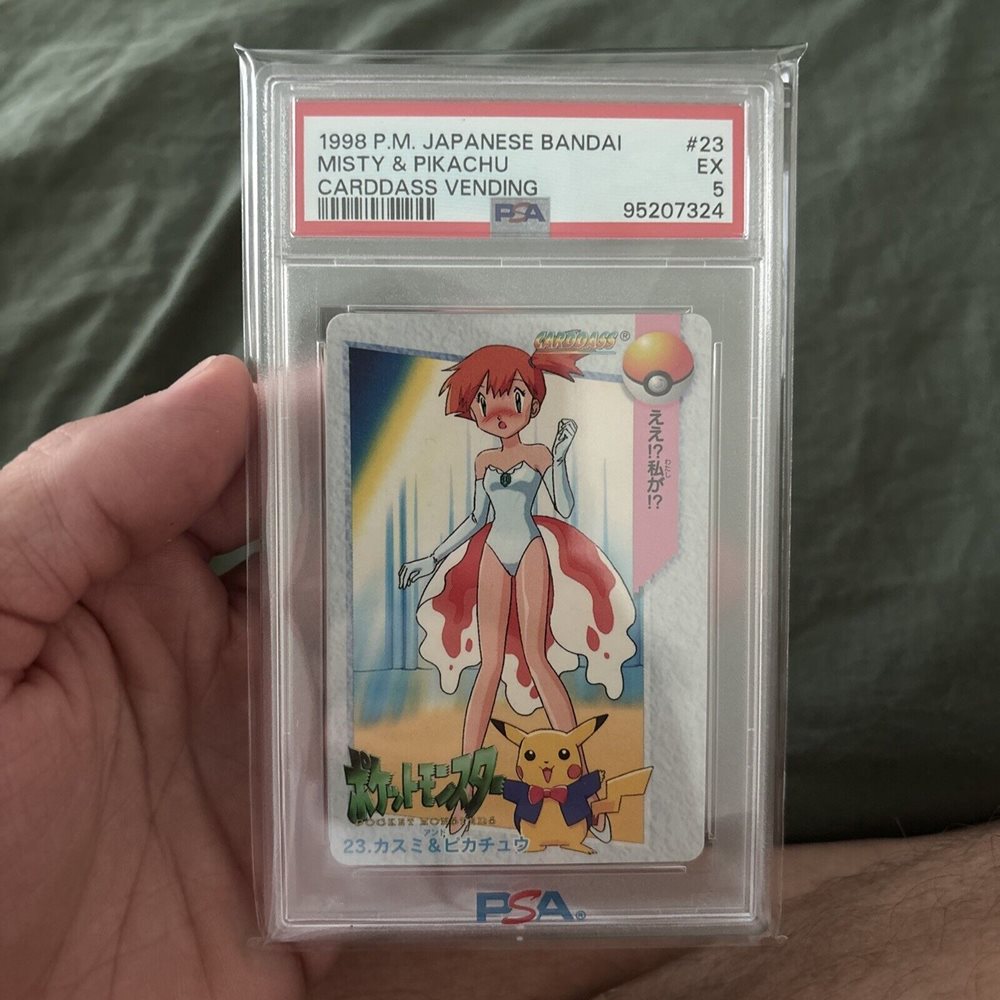 1998 P.M. JAPANESE BANDAI #23
MISTY & PIKACHU EX
CARDDASS VENDING 5
PSA 95207324
CARDDASS®
ええ!?私が!?
わたし
ポケットモンスター
POCKET MONSTERS
アンド
23.カスミ&ピカチュウ
PSA®